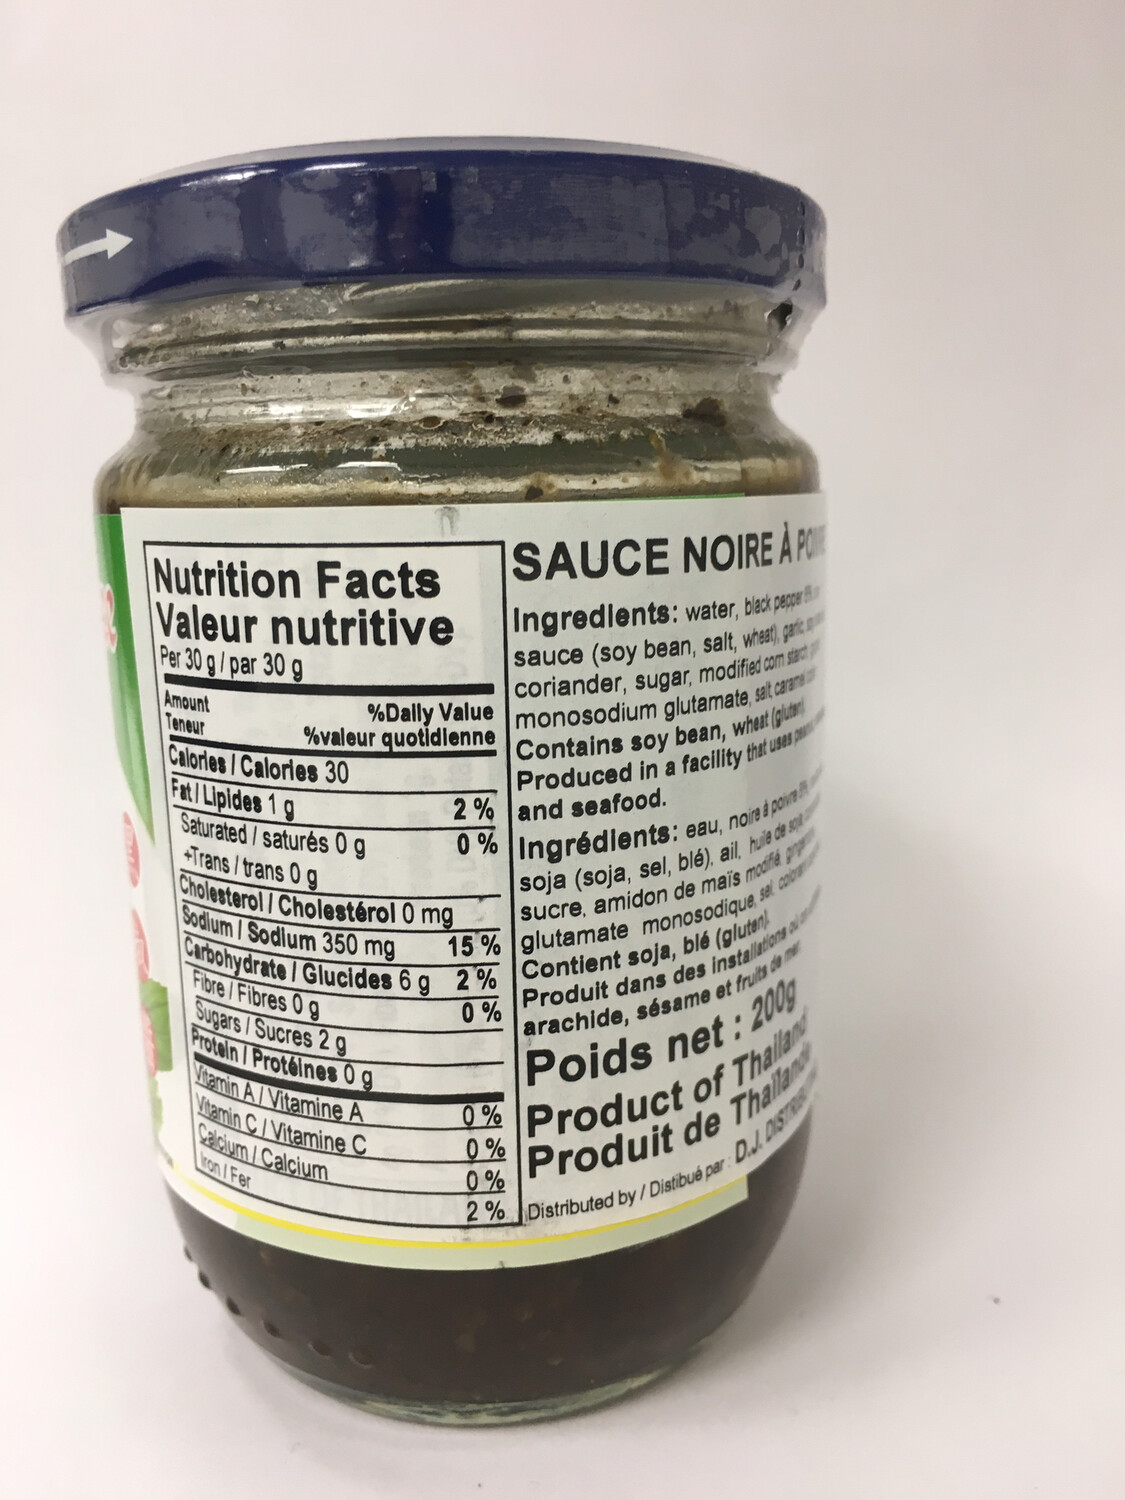 Nutrition Facts
Valeur nutritive
Per 30 g / par 30 g
Amount
Teneur
%Daily Value
%valeur quotidienne
Calories / Calories 30
Fat / Lipides 1 g 2 %
Saturated / saturés 0 g 0 %
+Trans / trans 0 g
Cholesterol / Cholestérol 0 mg
Sodium / Sodium 350 mg 15 %
Carbohydrate / Glucides 6 g 2 %
Fibre / Fibres 0 g 0 %
Sugars / Sucres 2 g
Protein / Protéines 0 g
Vitamin A / Vitamine A 0 %
Vitamin C / Vitamine C 0 %
Calcium / Calcium 0 %
Iron / Fer 2 %
SAUCE NOIRE À
Ingredients: water, black pepper
sauce (soy bean, salt, wheat), garlic,
coriander, sugar, modified corn starch
monosodium glutamate, salt, caramel
Contains soy bean, wheat (gluten).
Produced in a facility that uses
and seafood.
Ingrédients: eau, noire à poivre
soja (soja, sel, blé), ail, huile de soja,
sucre, amidon de maïs modifié,
glutamate monosodique, sel,
Contient soja, blé (gluten).
Produit dans des installations où
arachide, sésame et fruits de mer.
Poids net : 200g
Product of Thailand
Produit de Thaïlande
Distributed by / Distibué par : D.J.